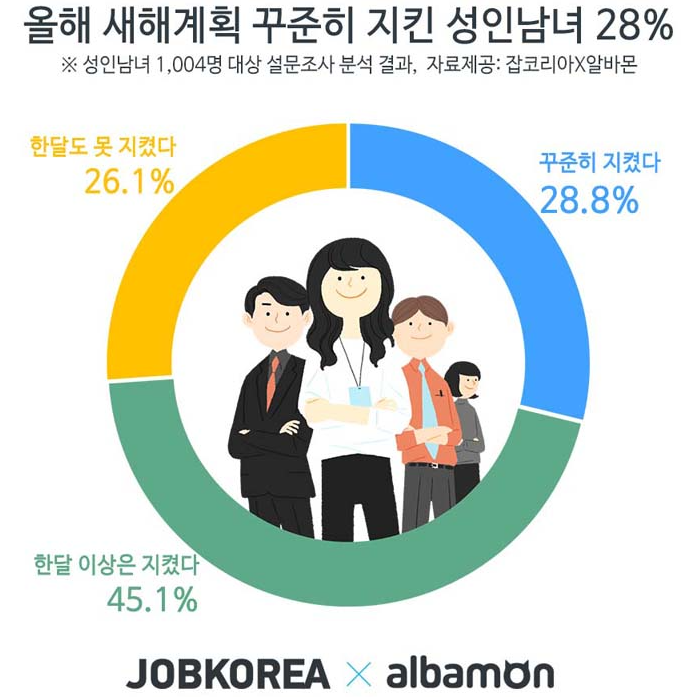 올해 새해계획 꾸준히 지킨 성인남녀 28%
※ 성인남녀 1,004명 대상 설문조사 분석 결과, 자료제공: 잡코리아X알바몬
한달도 못 지켰다
26.1%
꾸준히 지켰다
28.8%
한달 이상은 지켰다
45.1%
JOBKOREA × albamon